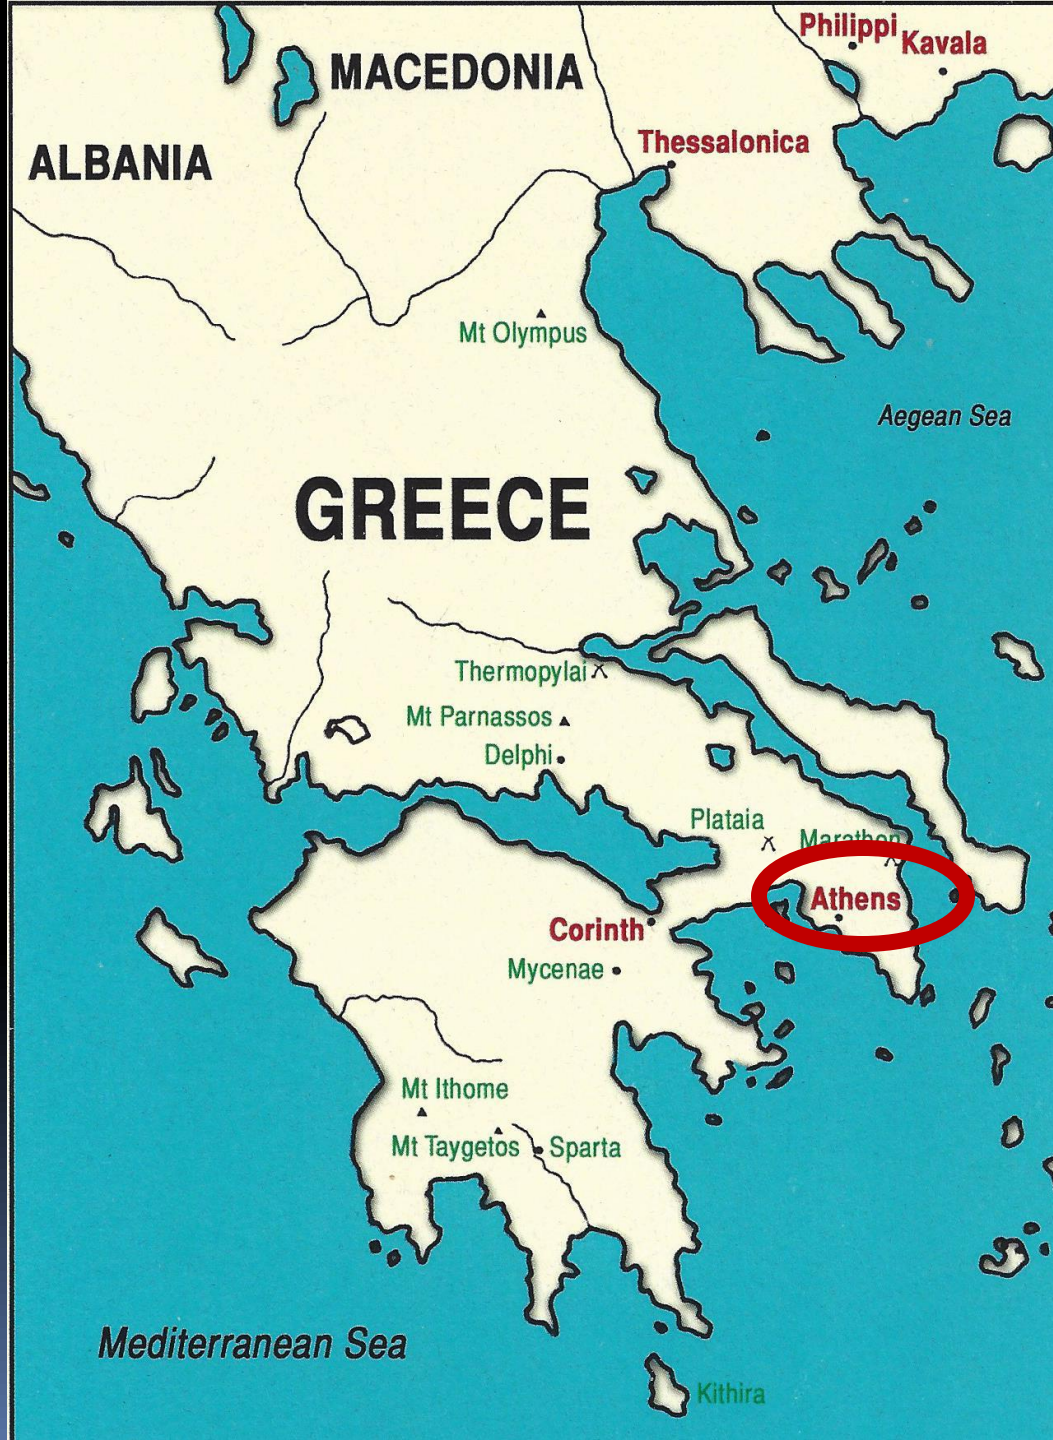 Philippi
Kavala
MACEDONIA
Thessalonica
ALBANIA
Mt Olympus
Aegean Sea
GREECE
Thermopylai
Mt Parnassos
Delphi
Plataia
Marathon
Athens
Corinth
Mycenae
Mt Ithome
Mt Taygetos
Sparta
Mediterranean Sea
Kithira